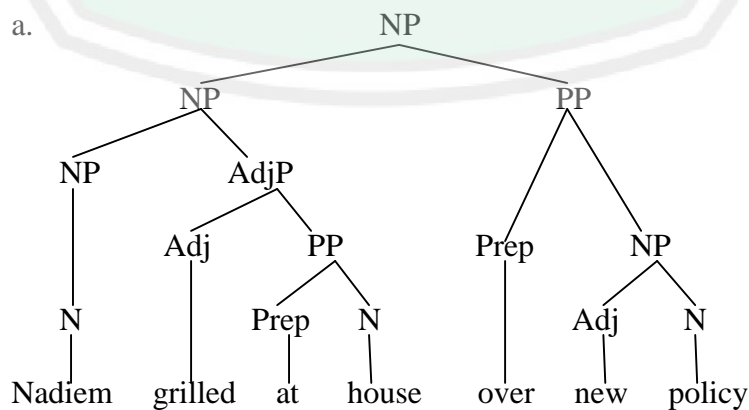 a. NP
NP PP
NP AdjP
Adj PP Prep NP
N Prep N Adj N
Nadiem grilled at house over new policy